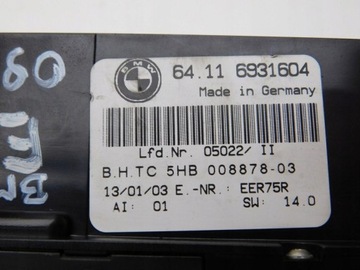 BMW
64.11 6931604
Made in Germany
Lfd.Nr. 05022/ II
B.H.TC 5HB 008878-03
13/01/03 E.-NR.: EER75R
AI: 01 SW: 14.0